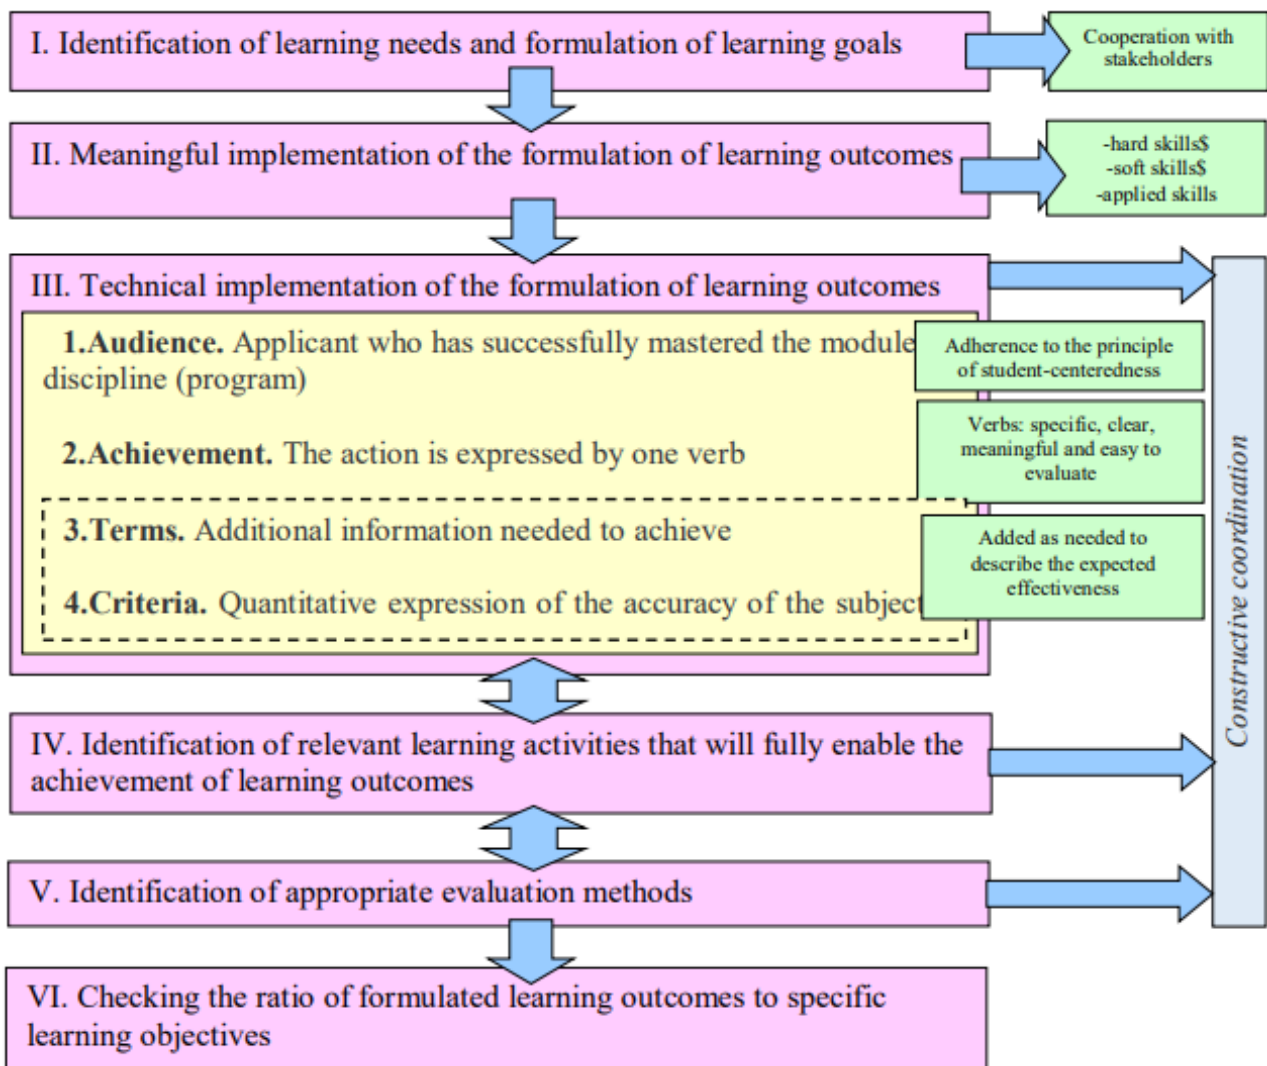 I. Identification of learning needs and formulation of learning goals
Cooperation with
stakeholders
II. Meaningful implementation of the formulation of learning outcomes
-hard skills$
-soft skills$
-applied skills
III. Technical implementation of the formulation of learning outcomes
1.Audience. Applicant who has successfully mastered the module
discipline (program)
Adherence to the principle
of student-centeredness
2.Achievement. The action is expressed by one verb
Verbs: specific, clear,
meaningful and easy to
evaluate
3.Terms. Additional information needed to achieve
4.Criteria. Quantitative expression of the accuracy of the subject
Added as needed to
describe the expected
effectiveness
Constructive coordination
IV. Identification of relevant learning activities that will fully enable the
achievement of learning outcomes
V. Identification of appropriate evaluation methods
VI. Checking the ratio of formulated learning outcomes to specific
learning objectives